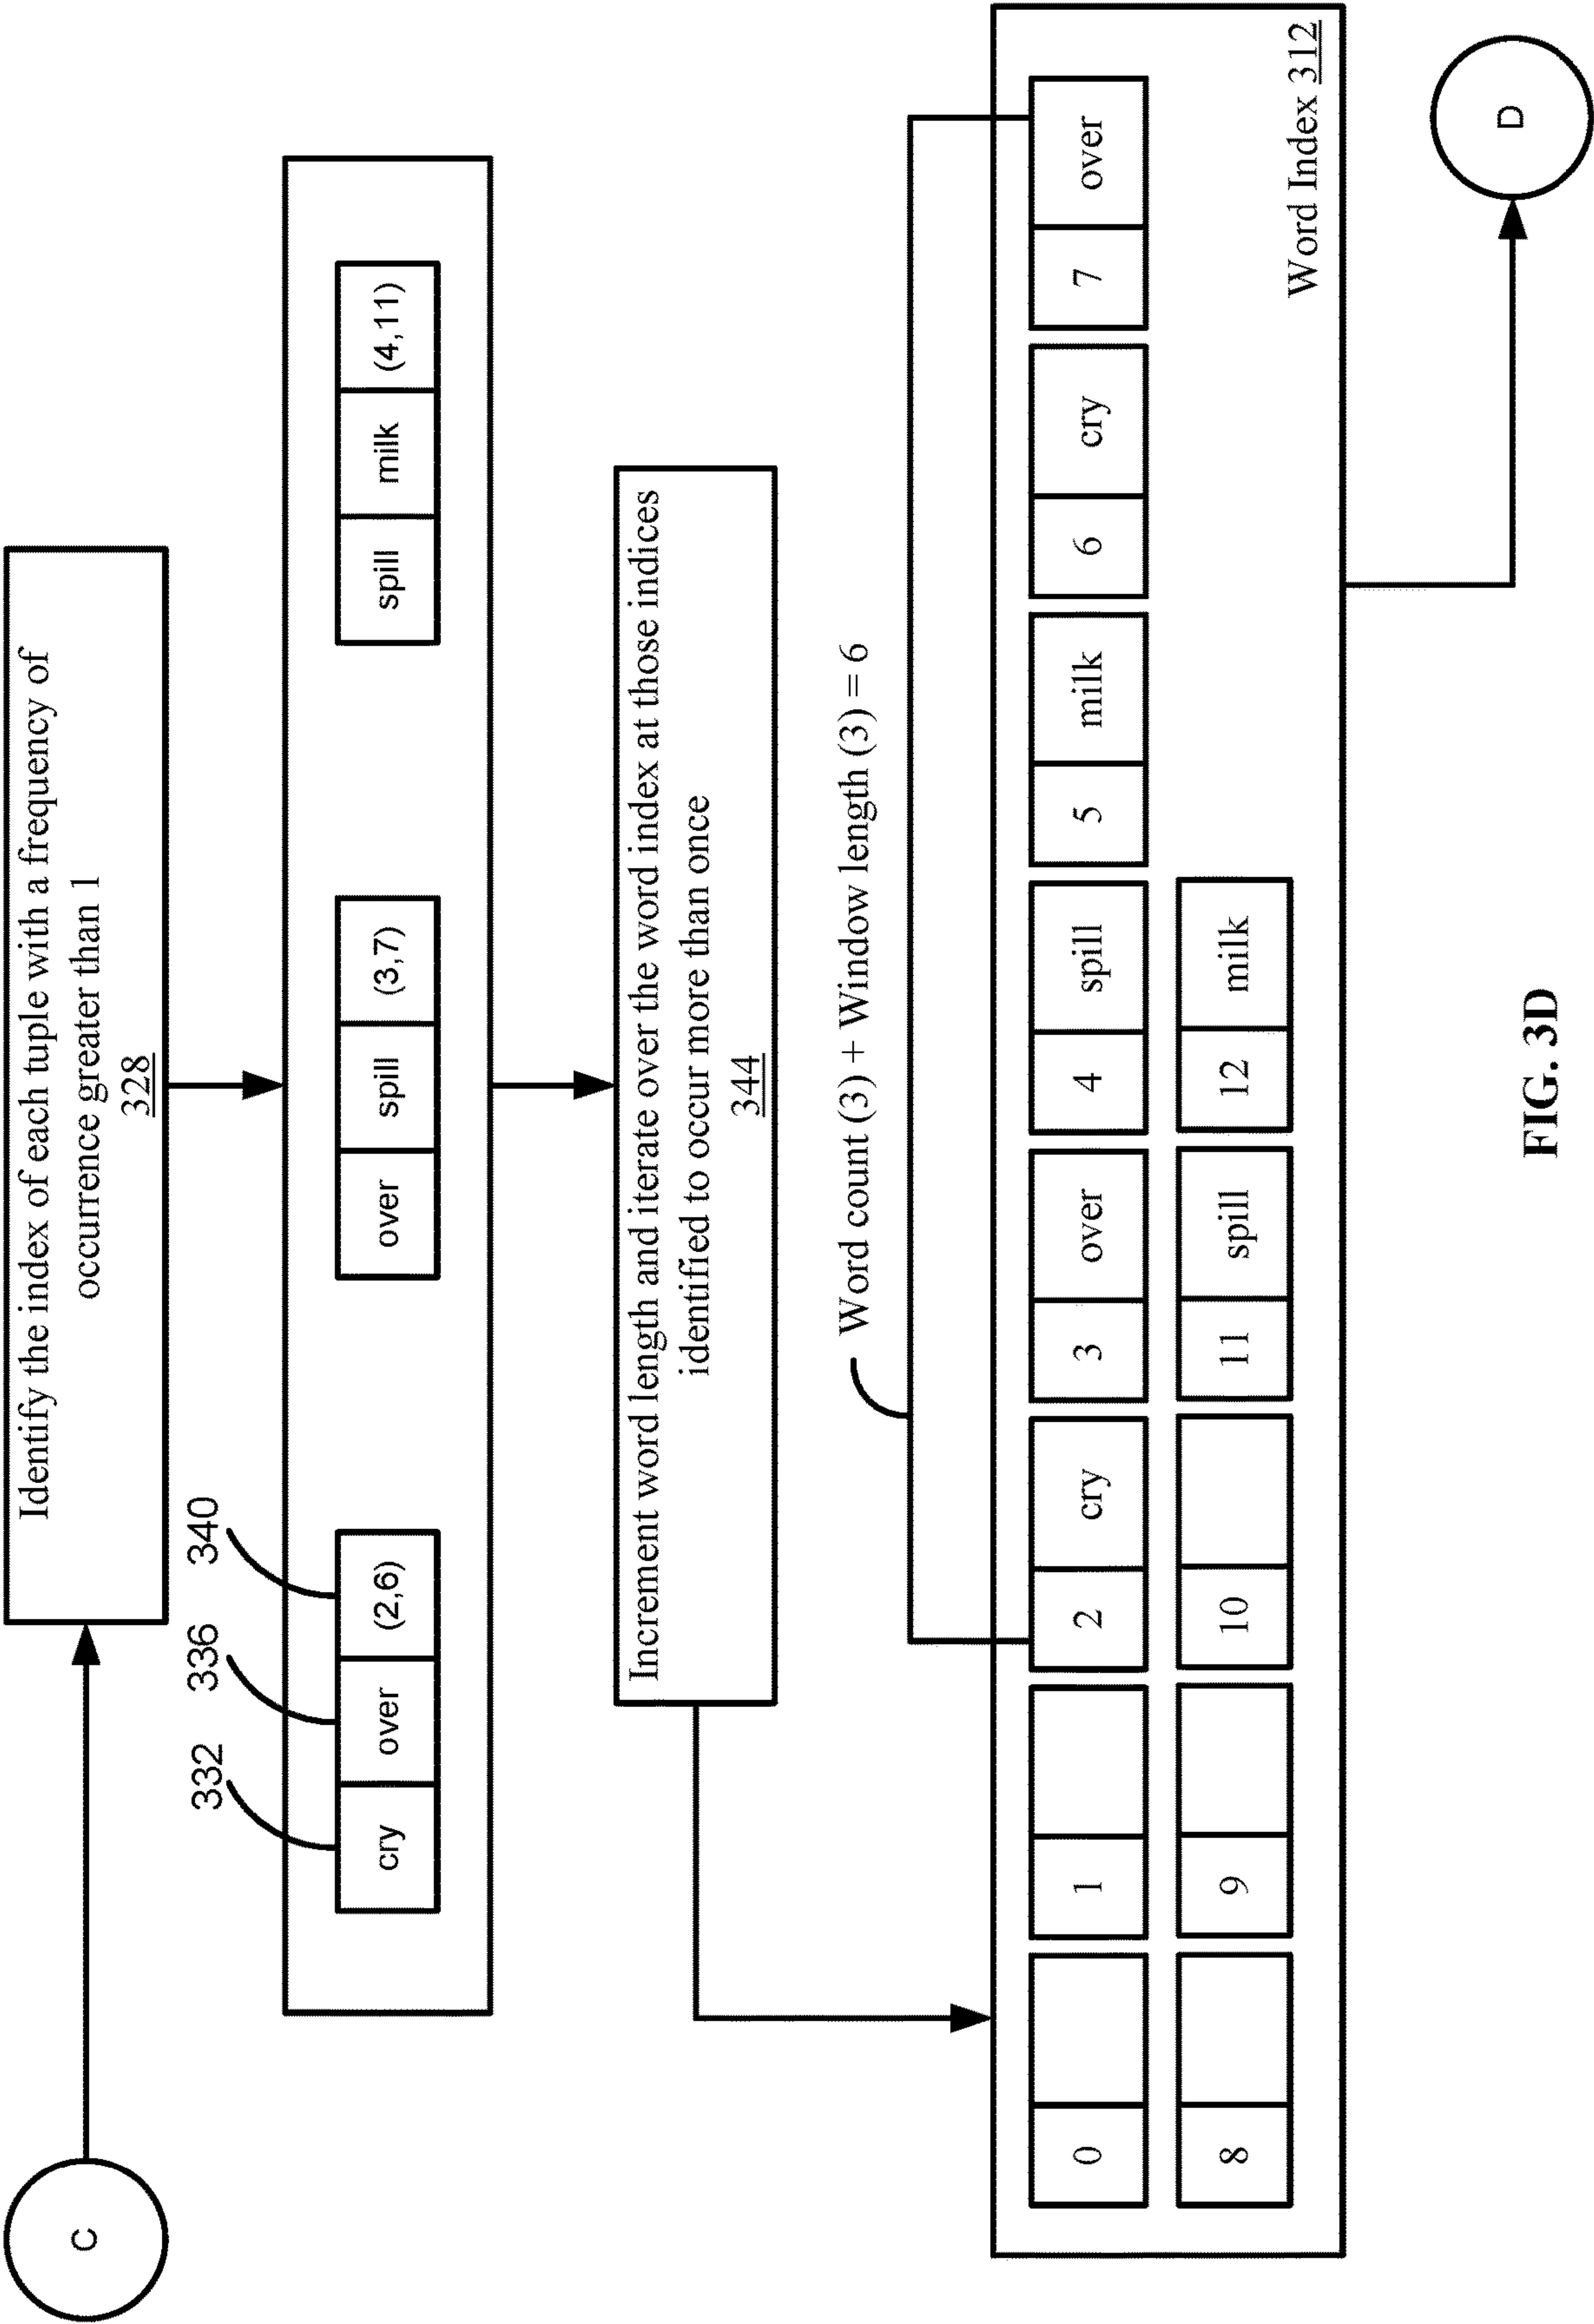 C
Identify the index of each tuple with a frequency of
occurrence greater than 1
328
332
336
340
cry over (2,6)
over spill (3,7)
spill milk (4,11)
Increment word length and iterate over the word index at those indices
identified to occur more than once
344
Word count (3) + Window length (3) = 6
0 1 2 cry 3 over 4 spill 5 milk 6 cry 7 over
8 9 10 11 spill 12 milk
Word Index 312
D
FIG. 3D